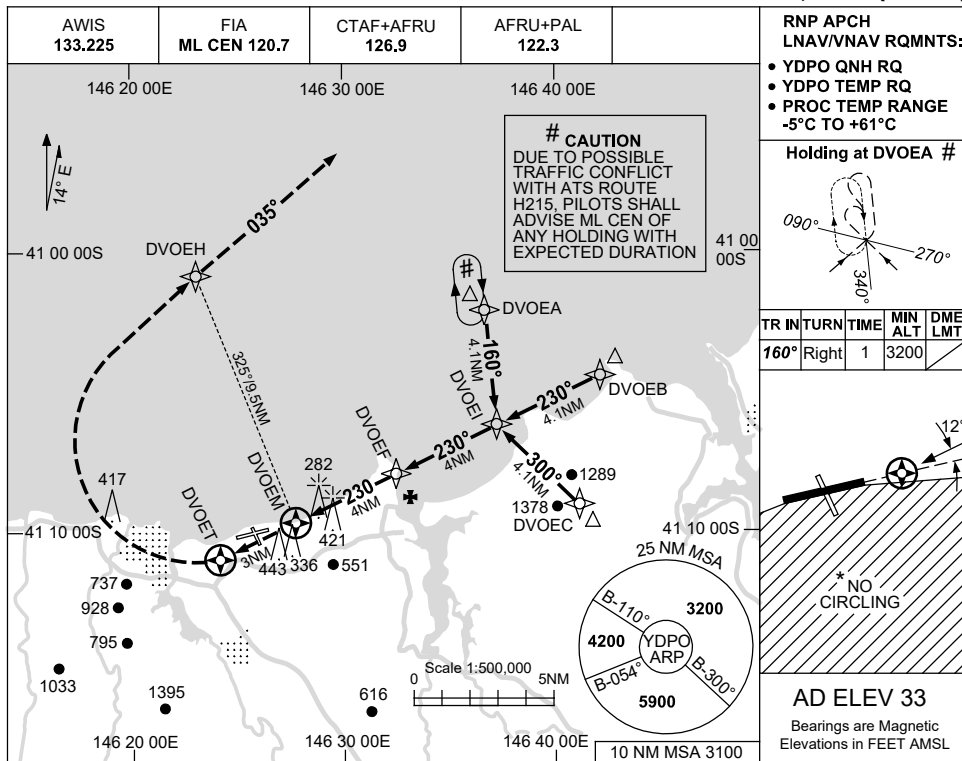 AWIS
133.225
FIA
ML CEN 120.7
CTAF+AFRU
126.9
AFRU+PAL
122.3
RNP APCH
LNAV/VNAV RQMNTS:
• YDPO QNH RQ
• YDPO TEMP RQ
• PROC TEMP RANGE
-5°C TO +61°C
146 20 00E
146 30 00E
146 40 00E
# CAUTION
DUE TO POSSIBLE
TRAFFIC CONFLICT
WITH ATS ROUTE
H215, PILOTS SHALL
ADVISE ML CEN OF
ANY HOLDING WITH
EXPECTED DURATION
Holding at DVOEA #
090°
270°
340°
14° E
035°
DVOEH
41 00 00S
41 00
00S
#
DVOEA
160°
4.1NM
325°/9.5NM
DVOEI
230°
4.1NM
DVOEB
TR IN
TURN
TIME
MIN
ALT
DME
LMT
160°
Right
1
3200
DVOEF
230°
4NM
300°
4.1NM
1289
1378
DVOEC
DVOEM
230
4NM
282
421
417
DVOET
3NM
443
336
551
41 10 00S
41 10 00S
12°
737
928
795
1033
1395
616
25 NM MSA
B-110°
3200
4200
YDPO
ARP
B-054°
B-300°
5900
Scale 1:500,000
0
5NM
* NO
CIRCLING
AD ELEV 33
Bearings are Magnetic
Elevations in FEET AMSL
146 20 00E
146 30 00E
146 40 00E
10 NM MSA 3100